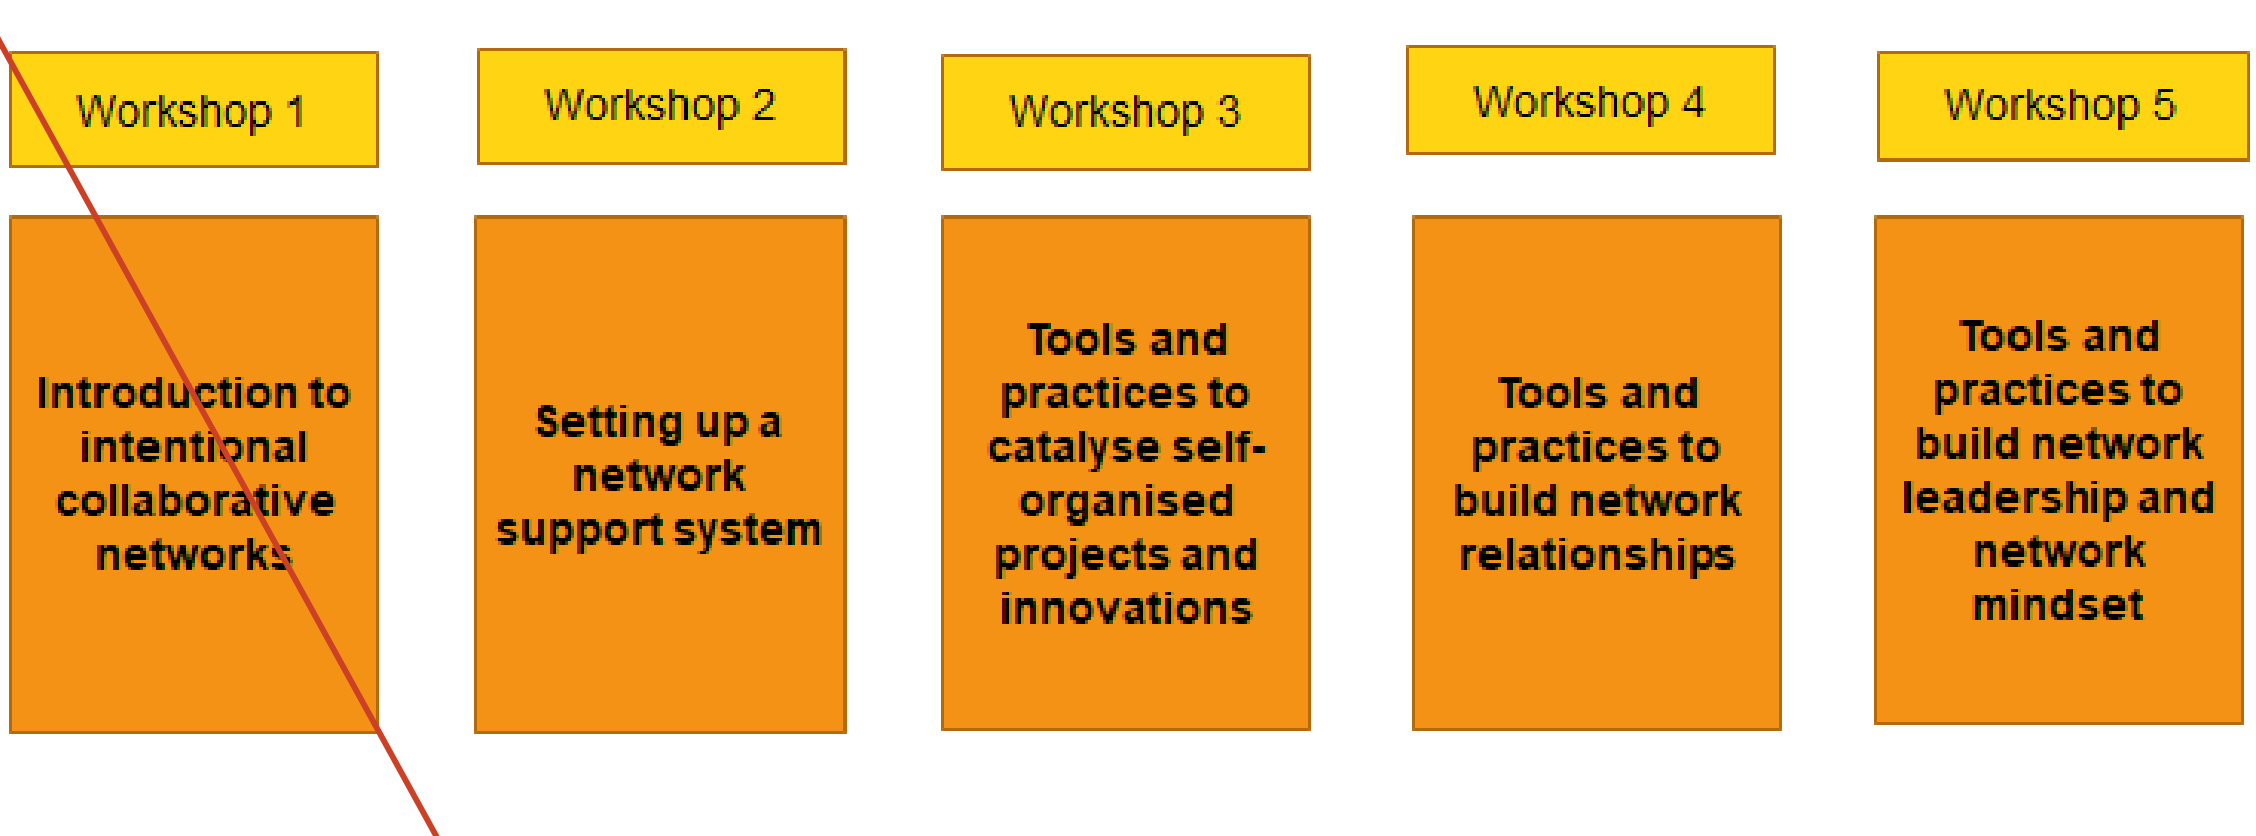 Workshop 1
Introduction to
intentional
collaborative
networks
Workshop 2
Setting up a
network
support system
Workshop 3
Tools and
practices to
catalyse self-
organised
projects and
innovations
Workshop 4
Tools and
practices to
build network
relationships
Workshop 5
Tools and
practices to
build network
leadership and
network
mindset